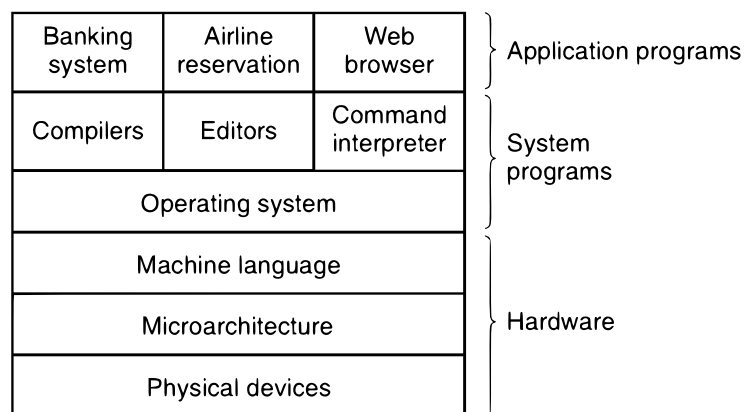 Banking
system
Airline
reservation
Web
browser
Application programs
Compilers
Editors
Command
interpreter
System
programs
Operating system
Machine language
Microarchitecture
Hardware
Physical devices